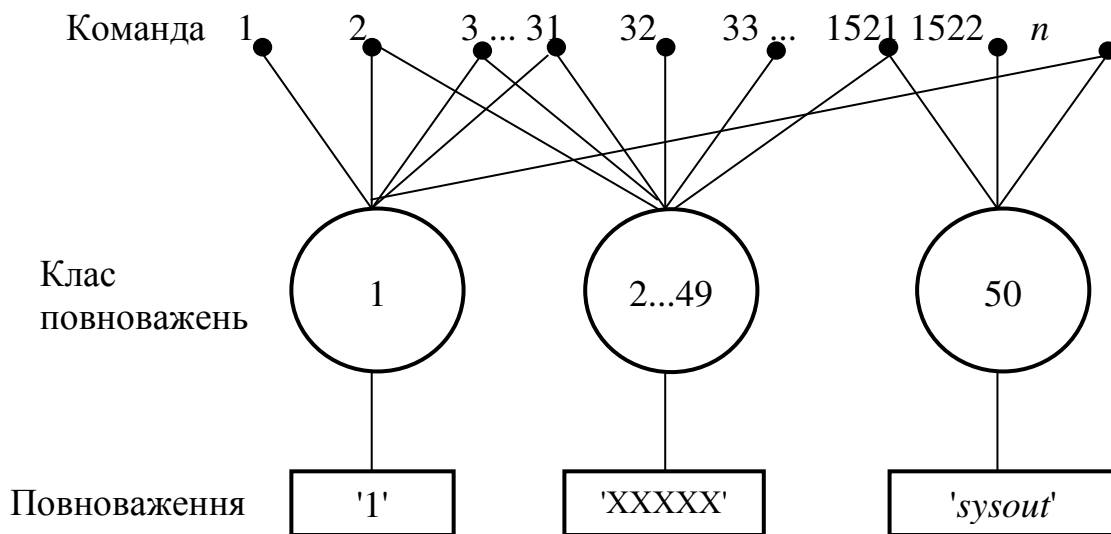 Команда 1 2 3 ... 31 32 33 ... 1521 1522 n
Клас
повноважень
1 2...49 50
Повноваження '1' 'XXXXX' 'sysout'